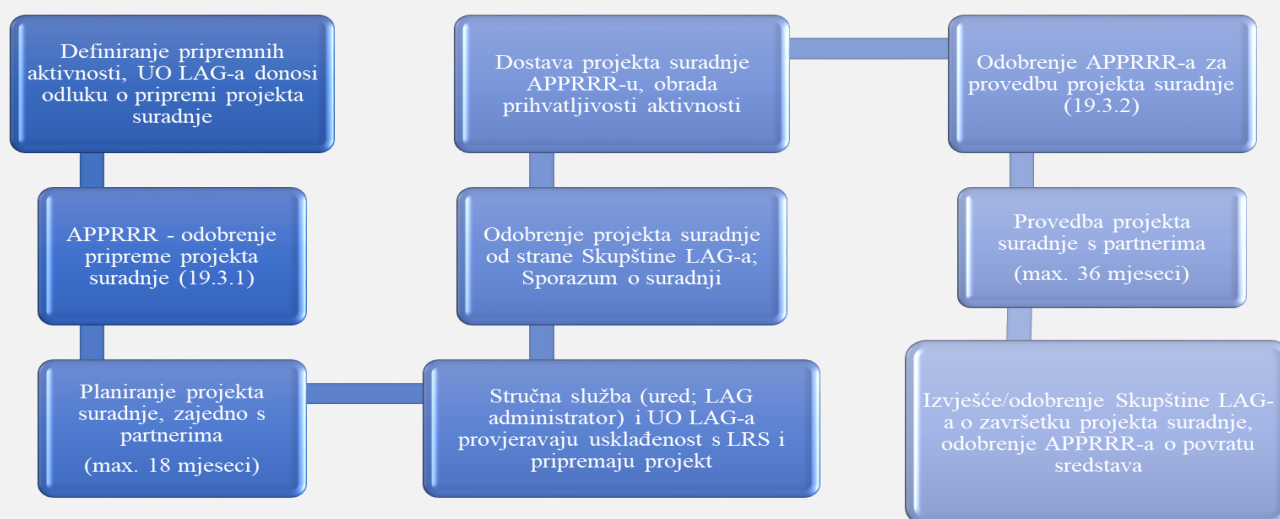 Definiranje pripremnih
aktivnosti, UO LAG-a donosi
odluku o pripremi projekta
suradnje
APPRRR - odobrenje
pripreme projekta
suradnje (19.3.1)
Planiranje projekta
suradnje, zajedno s
partnerima
(max. 18 mjeseci)
Stručna služba (ured; LAG
administrator) i UO LAG-a
provjeravaju usklađenost s LRS i
pripremaju projekt
Odobrenje projekta suradnje
od strane Skupštine LAG-a;
Sporazum o suradnji
Dostava projekta suradnje
APPRRR-u, obrada
prihvatljivosti aktivnosti
Odobrenje APPRRR-a za
provedbu projekta suradnje
(19.3.2)
Provedba projekta
suradnje s partnerima
(max. 36 mjeseci)
Izvješće/odobrenje Skupštine LAG-
a o završetku projekta suradnje,
odobrenje APPRRR-a o povratu
sredstava